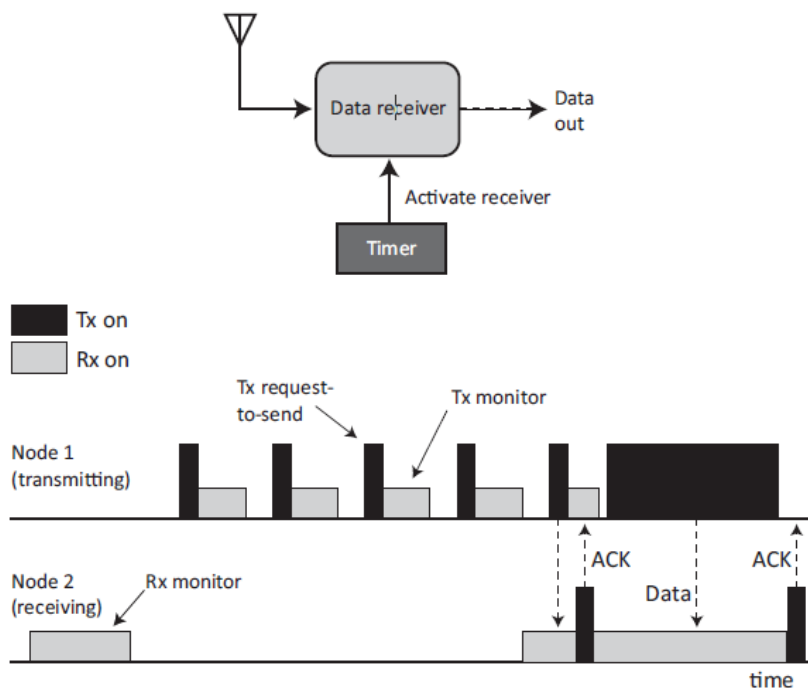 Data receiver
Data
out
Activate receiver
Timer
Tx on
Rx on
Tx request-
to-send
Tx monitor
Node 1
(transmitting)
ACK
ACK
Node 2
(receiving)
Rx monitor
Data
time